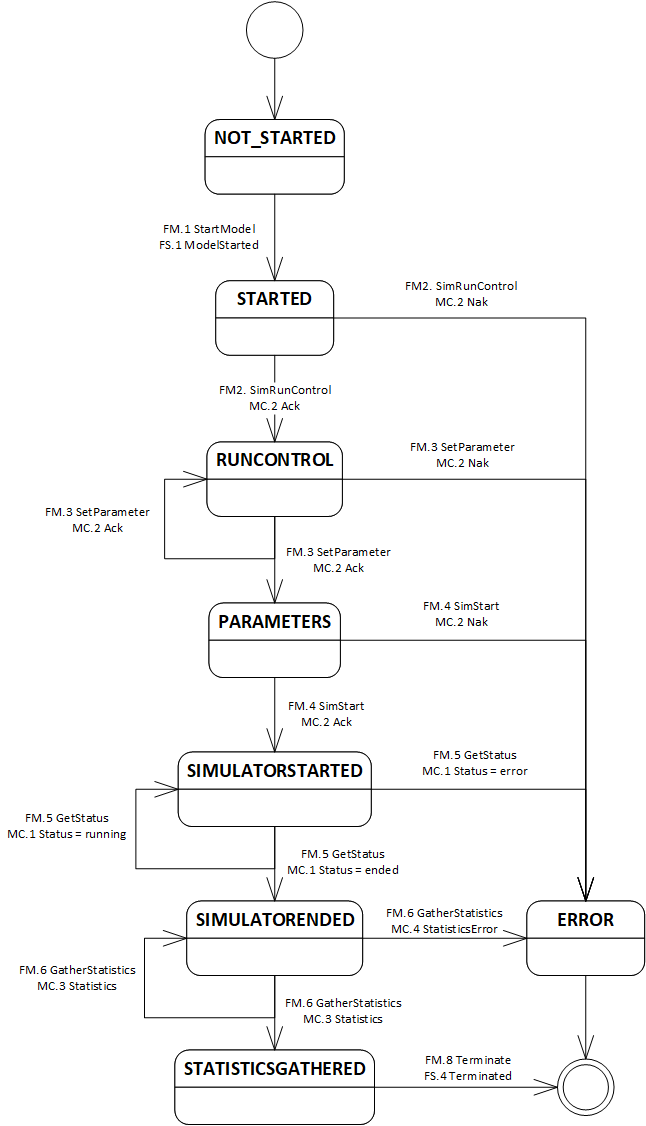 NOT_STARTED
FM.1 StartModel
FS.1 ModelStarted
STARTED
FM2. SimRunControl
MC.2 Nak
FM2. SimRunControl
MC.2 Ack
RUNCONTROL
FM.3 SetParameter
MC.2 Nak
FM.3 SetParameter
MC.2 Ack
FM.3 SetParameter
MC.2 Ack
PARAMETERS
FM.4 SimStart
MC.2 Nak
FM.4 SimStart
MC.2 Ack
SIMULATORSTARTED
FM.5 GetStatus
MC.1 Status = error
FM.5 GetStatus
MC.1 Status = running
FM.5 GetStatus
MC.1 Status = ended
SIMULATORENDED
FM.6 GatherStatistics
MC.4 StatisticsError
ERROR
FM.6 GatherStatistics
MC.3 Statistics
FM.6 GatherStatistics
MC.3 Statistics
STATISTICSGATHERED
FM.8 Terminate
FS.4 Terminated